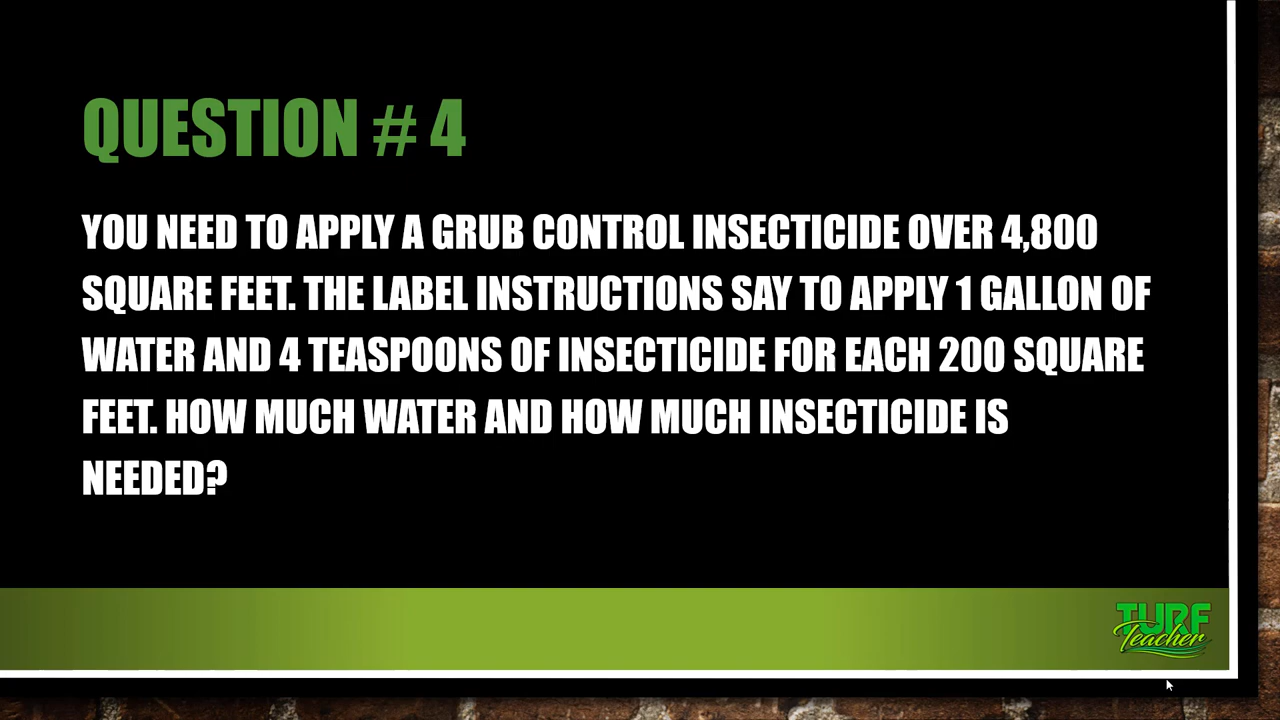 QUESTION # 4
YOU NEED TO APPLY A GRUB CONTROL INSECTICIDE OVER 4,800
SQUARE FEET. THE LABEL INSTRUCTIONS SAY TO APPLY 1 GALLON OF
WATER AND 4 TEASPOONS OF INSECTICIDE FOR EACH 200 SQUARE
FEET. HOW MUCH WATER AND HOW MUCH INSECTICIDE IS
NEEDED?
TURF
Teacher